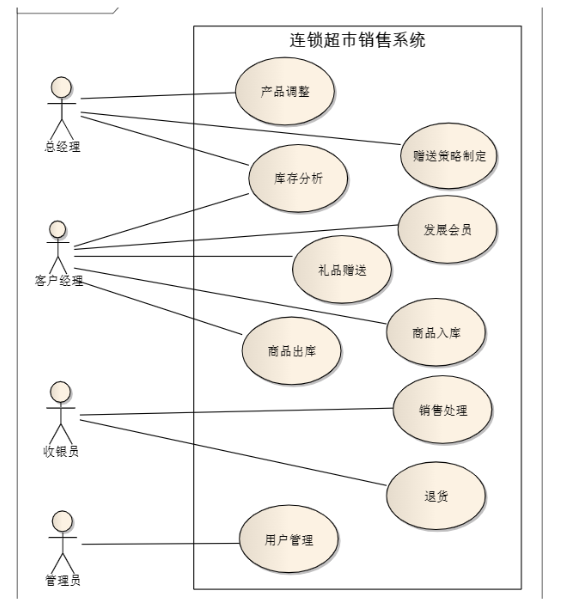 连锁超市销售系统
产品调整
总经理
赠送策略制定
库存分析
发展会员
客户经理
礼品赠送
商品入库
商品出库
销售处理
收银员
退货
用户管理
管理员